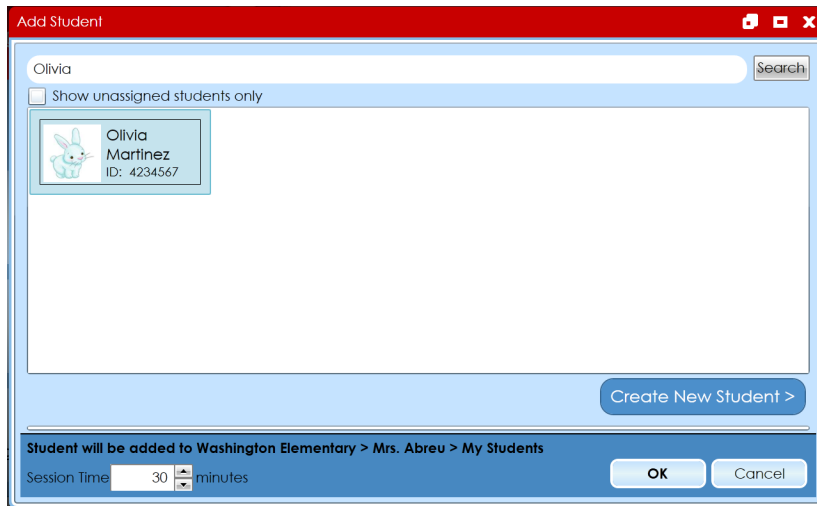 Add Student
Olivia
Search
Show unassigned students only
Olivia
Martinez
ID: 4234567
Create New Student >
Student will be added to Washington Elementary > Mrs. Abreu > My Students
Session Time 30 minutes
OK
Cancel